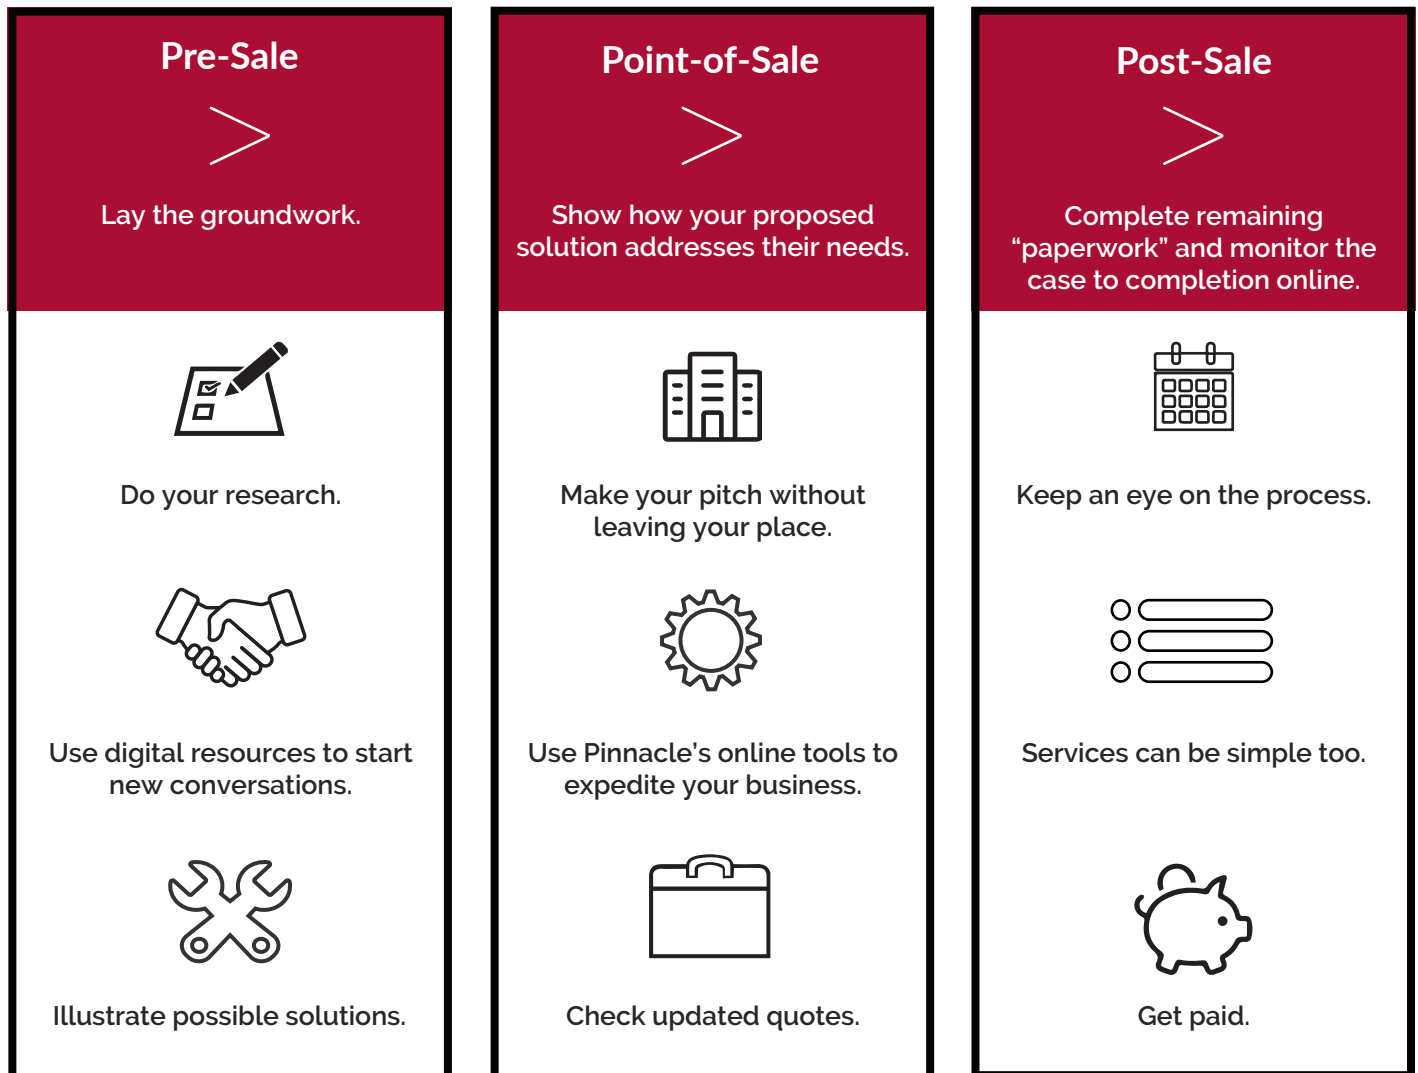 Pre-Sale
Lay the groundwork.
Do your research.
Use digital resources to start
new conversations.
Illustrate possible solutions.
Point-of-Sale
Show how your proposed
solution addresses their needs.
Make your pitch without
leaving your place.
Use Pinnacle’s online tools to
expedite your business.
Check updated quotes.
Post-Sale
Complete remaining
“paperwork” and monitor the
case to completion online.
Keep an eye on the process.
Services can be simple too.
Get paid.